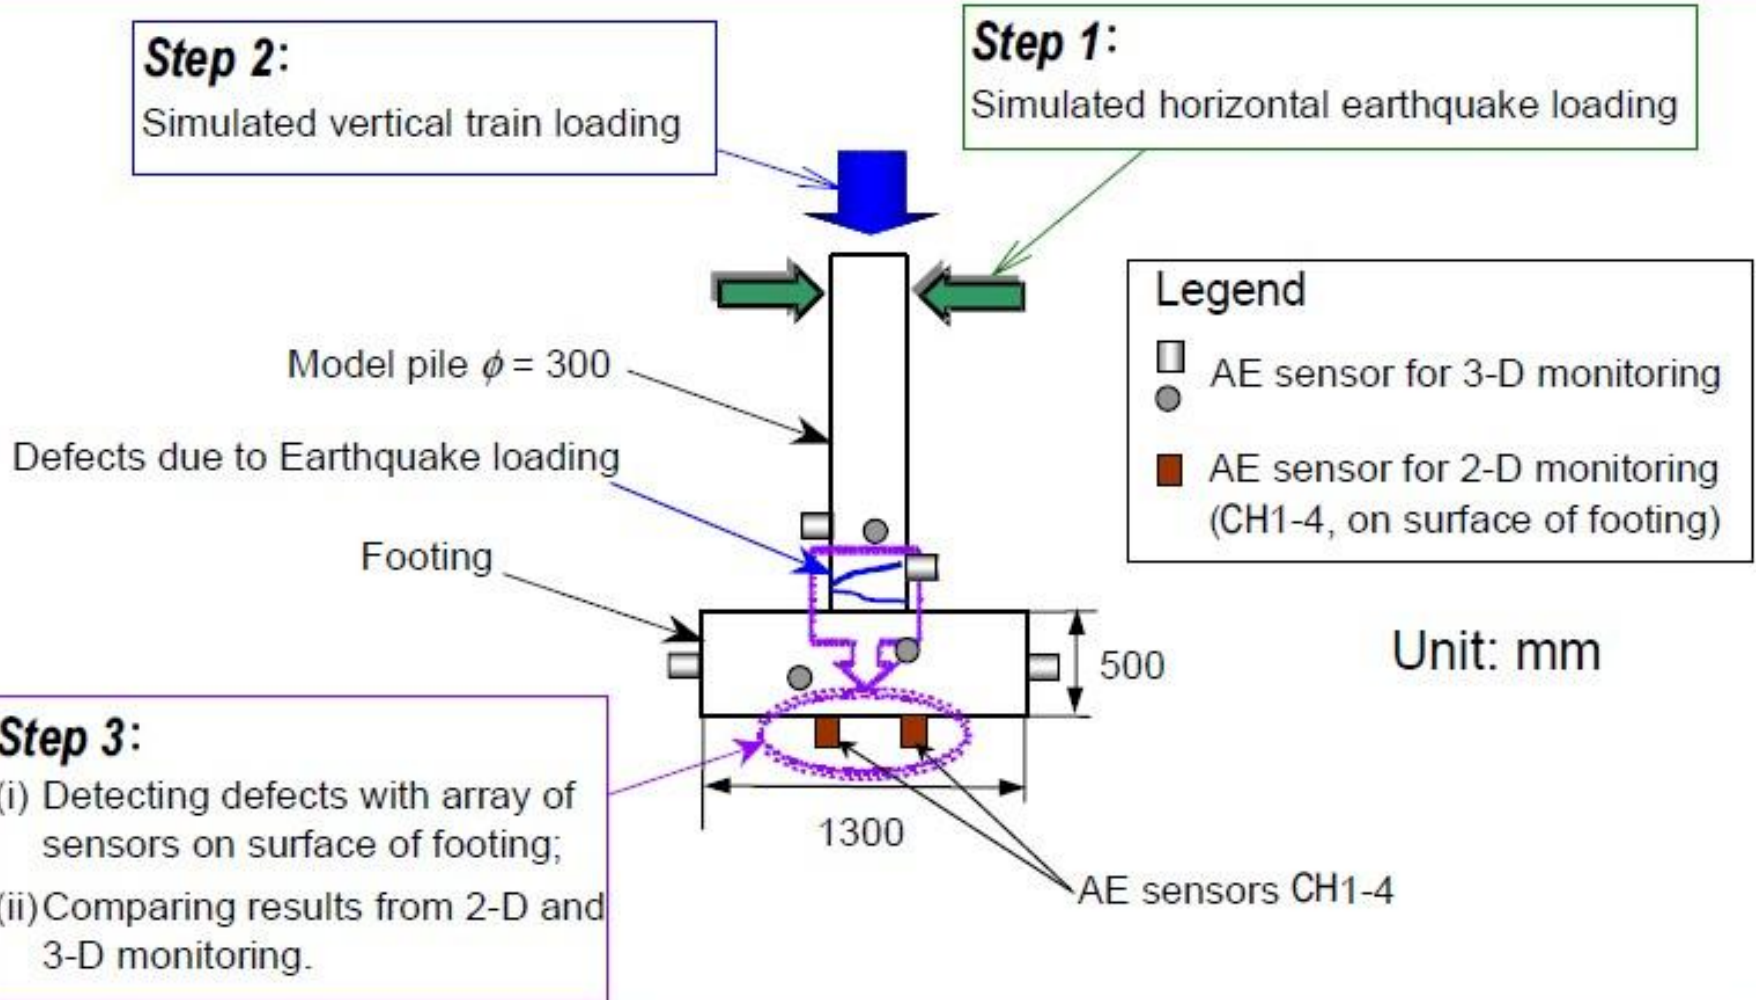 Step 2:
Simulated vertical train loading
Step 1:
Simulated horizontal earthquake loading
Legend
AE sensor for 3-D monitoring
AE sensor for 2-D monitoring
(CH1-4, on surface of footing)
Model pile ϕ = 300
Defects due to Earthquake loading
Footing
500
Unit: mm
Step 3:
(i) Detecting defects with array of
sensors on surface of footing;
(ii) Comparing results from 2-D and
3-D monitoring.
1300
AE sensors CH1-4